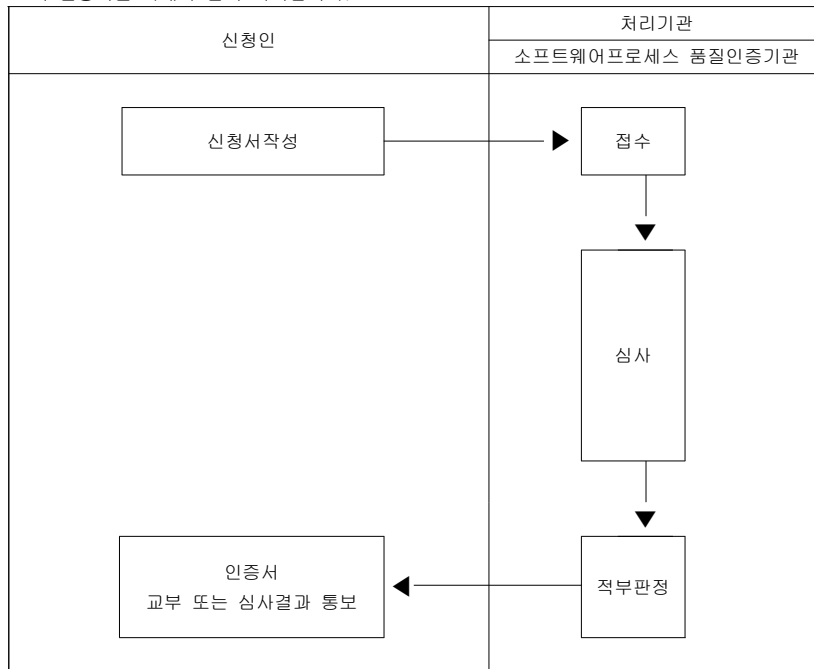 신청인
처리기관
소프트웨어프로세스 품질인증기관
신청서작성
접수
심사
인증서
교부 또는 심사결과 통보
적부판정